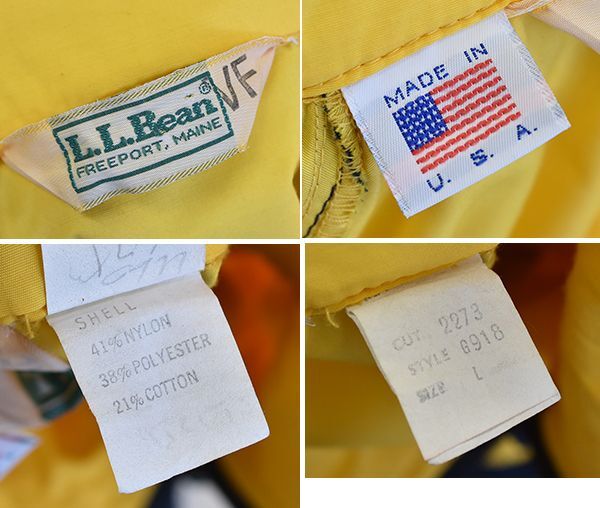 L.L.Bean®
FREEPORT, MAINE
VF
MADE IN
U. S. A.
SHELL
41% NYLON
38% POLYESTER
21% COTTON
CUT. 2273
STYLE 6918
SIZE L